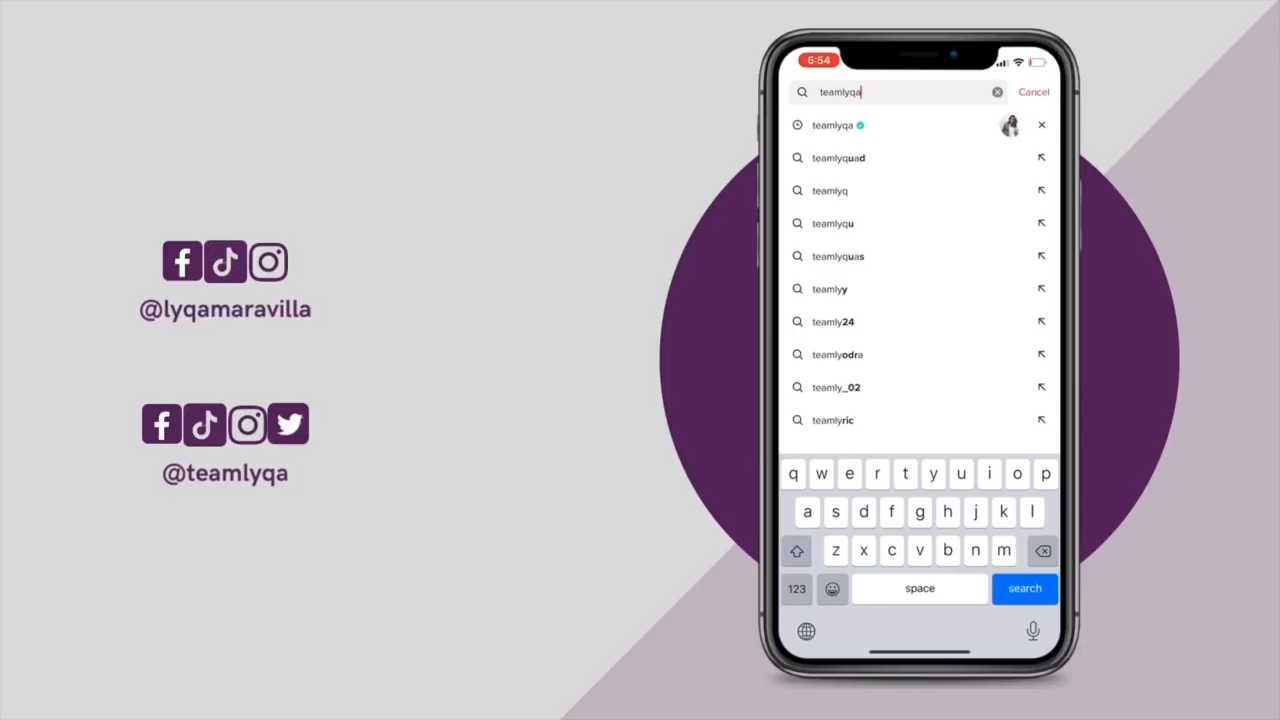 @lyqamaravilla
@teamlyqa
6:54
teamlyqa
Cancel
teamlyqa
teamlyquad
teamlyq
teamlyqu
teamlyquas
teamlyy
teamly24
teamlyodra
teamly_02
teamlyric
q w e r t y u i o p
a s d f g h j k l
z x c v b n m
123 space search